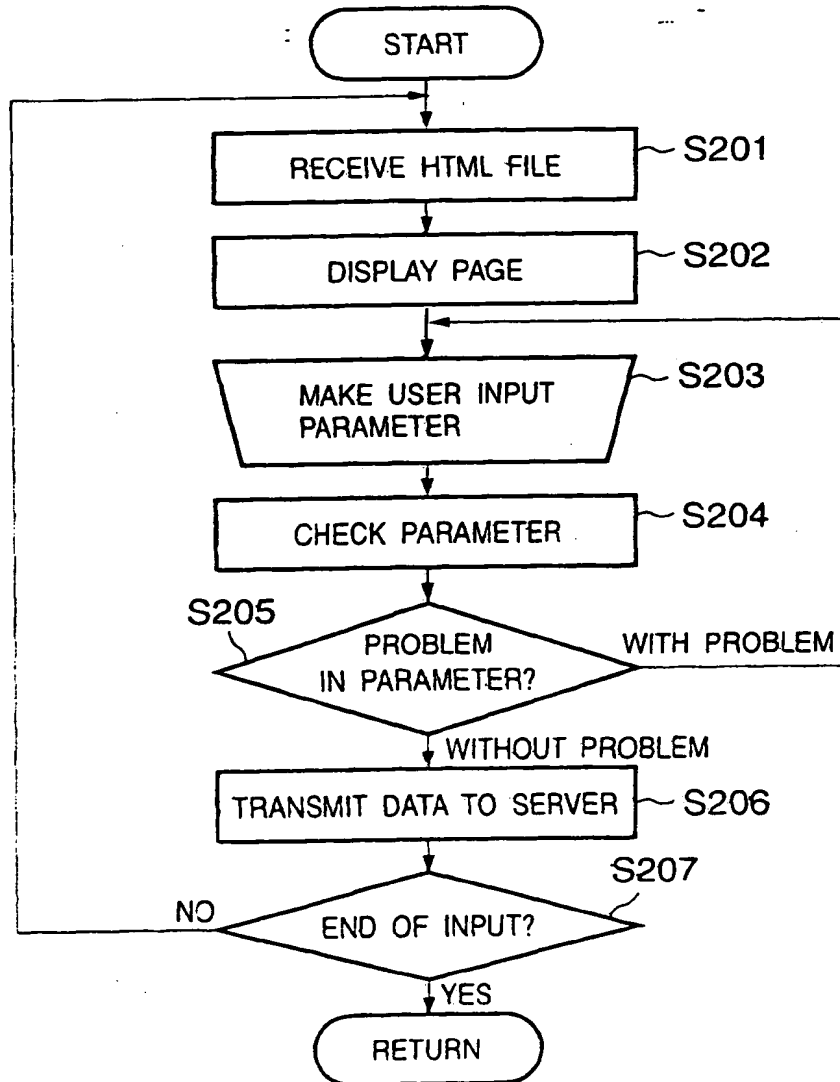 START
RECEIVE HTML FILE
S201
DISPLAY PAGE
S202
MAKE USER INPUT
PARAMETER
S203
CHECK PARAMETER
S204
S205
PROBLEM
IN PARAMETER?
WITH PROBLEM
WITHOUT PROBLEM
TRANSMIT DATA TO SERVER
S206
S207
NO
END OF INPUT?
YES
RETURN